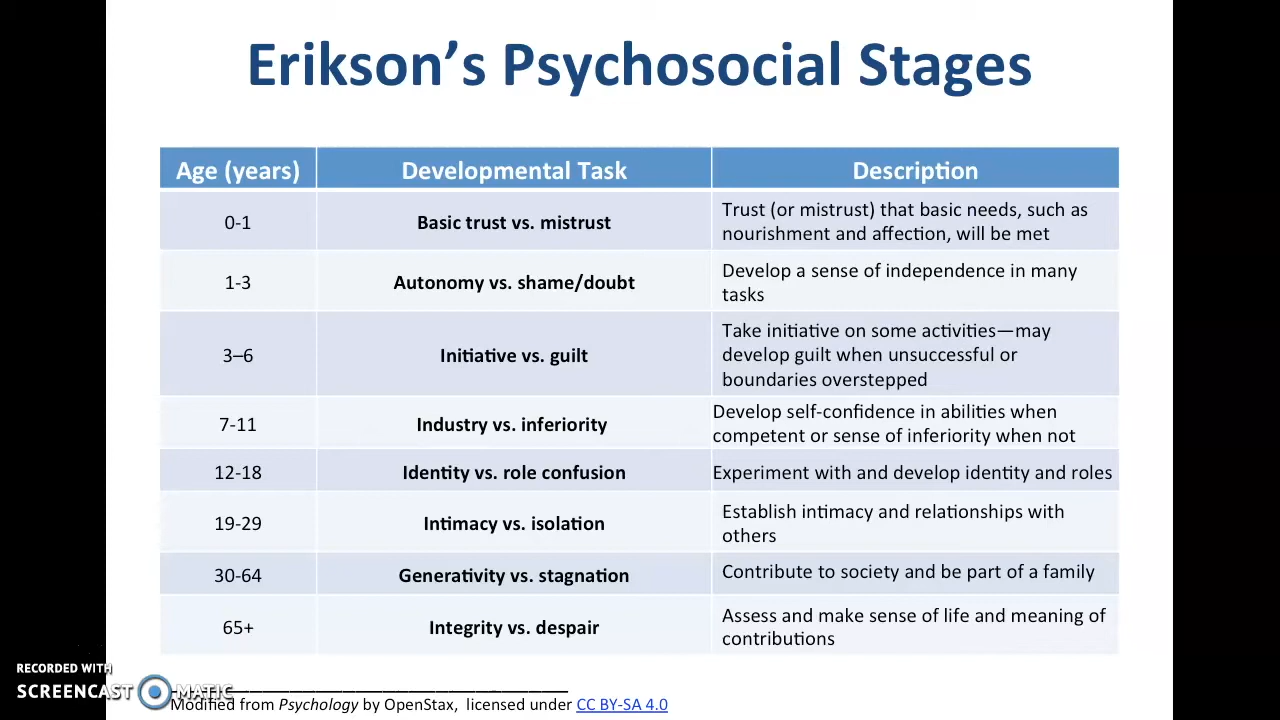 Erikson’s Psychosocial Stages
Age (years) Developmental Task Description
0-1 Basic trust vs. mistrust Trust (or mistrust) that basic needs, such as
nourishment and affection, will be met
1-3 Autonomy vs. shame/doubt Develop a sense of independence in many
tasks
3–6 Initiative vs. guilt Take initiative on some activities—may
develop guilt when unsuccessful or
boundaries overstepped
7-11 Industry vs. inferiority Develop self-confidence in abilities when
competent or sense of inferiority when not
12-18 Identity vs. role confusion Experiment with and develop identity and roles
19-29 Intimacy vs. isolation Establish intimacy and relationships with
others
30-64 Generativity vs. stagnation Contribute to society and be part of a family
65+ Integrity vs. despair Assess and make sense of life and meaning of
contributions
RECORDED WITH
SCREENCAST MATIC
Modified from Psychology by OpenStax, licensed under CC BY-SA 4.0